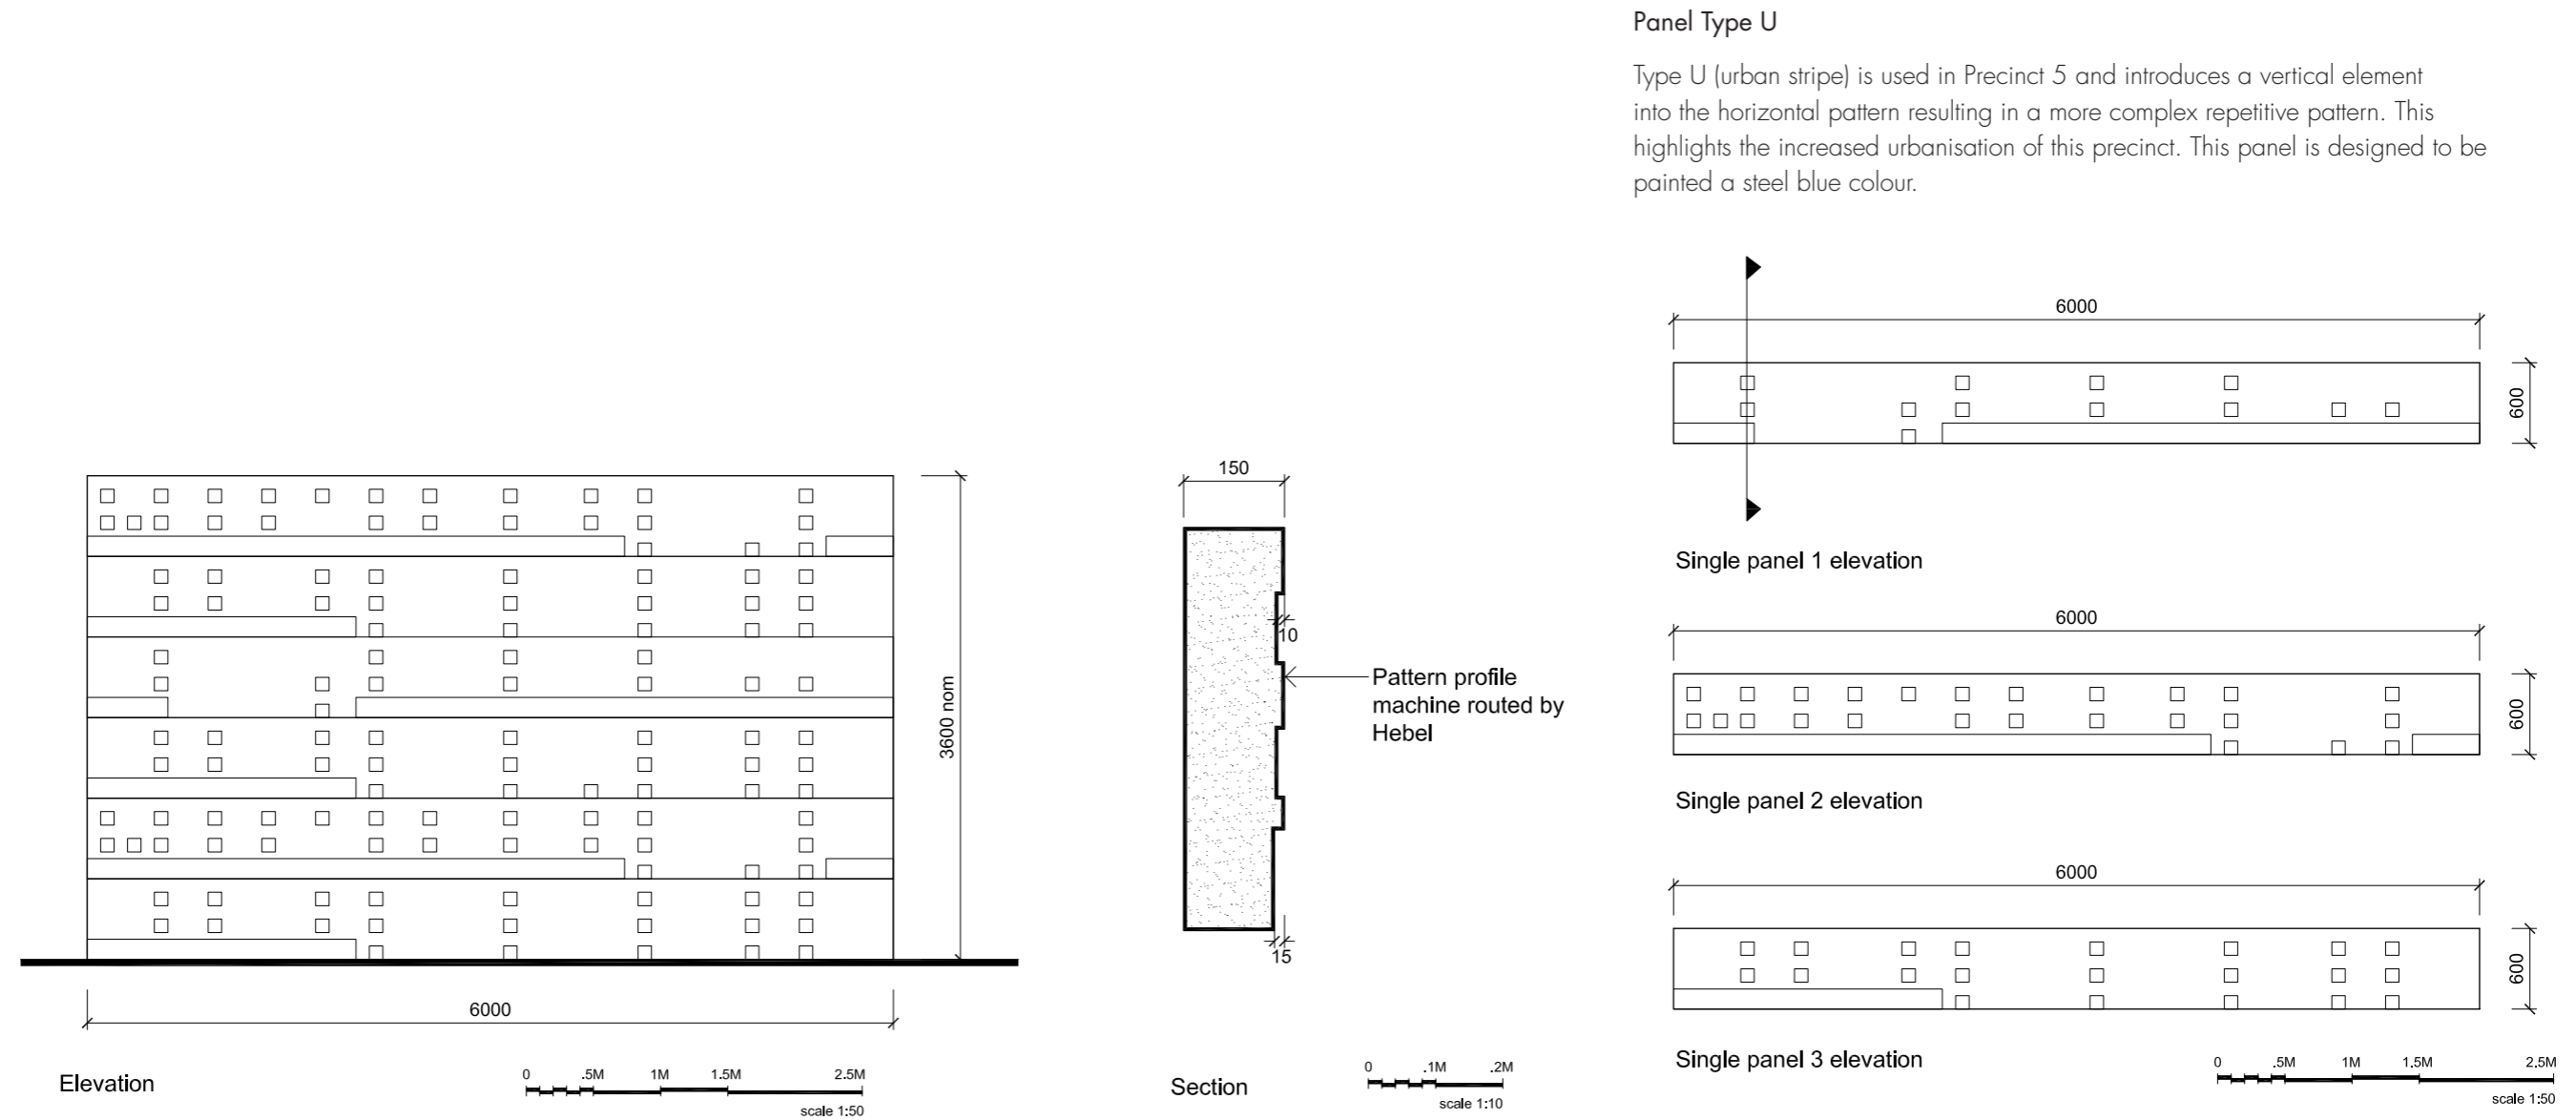 Panel Type U
Type U (urban stripe) is used in Precinct 5 and introduces a vertical element
into the horizontal pattern resulting in a more complex repetitive pattern. This
highlights the increased urbanisation of this precinct. This panel is designed to be
painted a steel blue colour.
6000
600
Single panel 1 elevation
6000
600
Single panel 2 elevation
6000
600
Single panel 3 elevation
0 .5M 1M 1.5M 2.5M
scale 1:50
3600 nom
6000
Elevation
0 .5M 1M 1.5M 2.5M
scale 1:50
150
10
Pattern profile
machine routed by
Hebel
15
Section
0 .1M .2M
scale 1:10